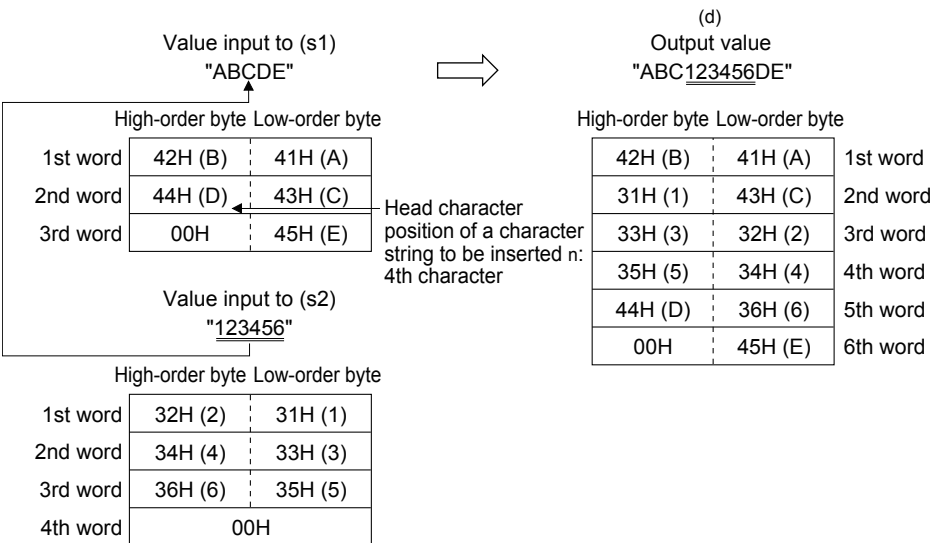 Value input to (s1)
"ABCDE"
High-order byte Low-order byte
1st word 42H (B) 41H (A)
2nd word 44H (D) 43H (C)
3rd word 00H 45H (E)
Head character
position of a character
string to be inserted n:
4th character
Value input to (s2)
"123456"
High-order byte Low-order byte
1st word 32H (2) 31H (1)
2nd word 34H (4) 33H (3)
3rd word 36H (6) 35H (5)
4th word 00H
(d)
Output value
"ABC123456DE"
High-order byte Low-order byte
42H (B) 41H (A) 1st word
31H (1) 43H (C) 2nd word
33H (3) 32H (2) 3rd word
35H (5) 34H (4) 4th word
44H (D) 36H (6) 5th word
00H 45H (E) 6th word